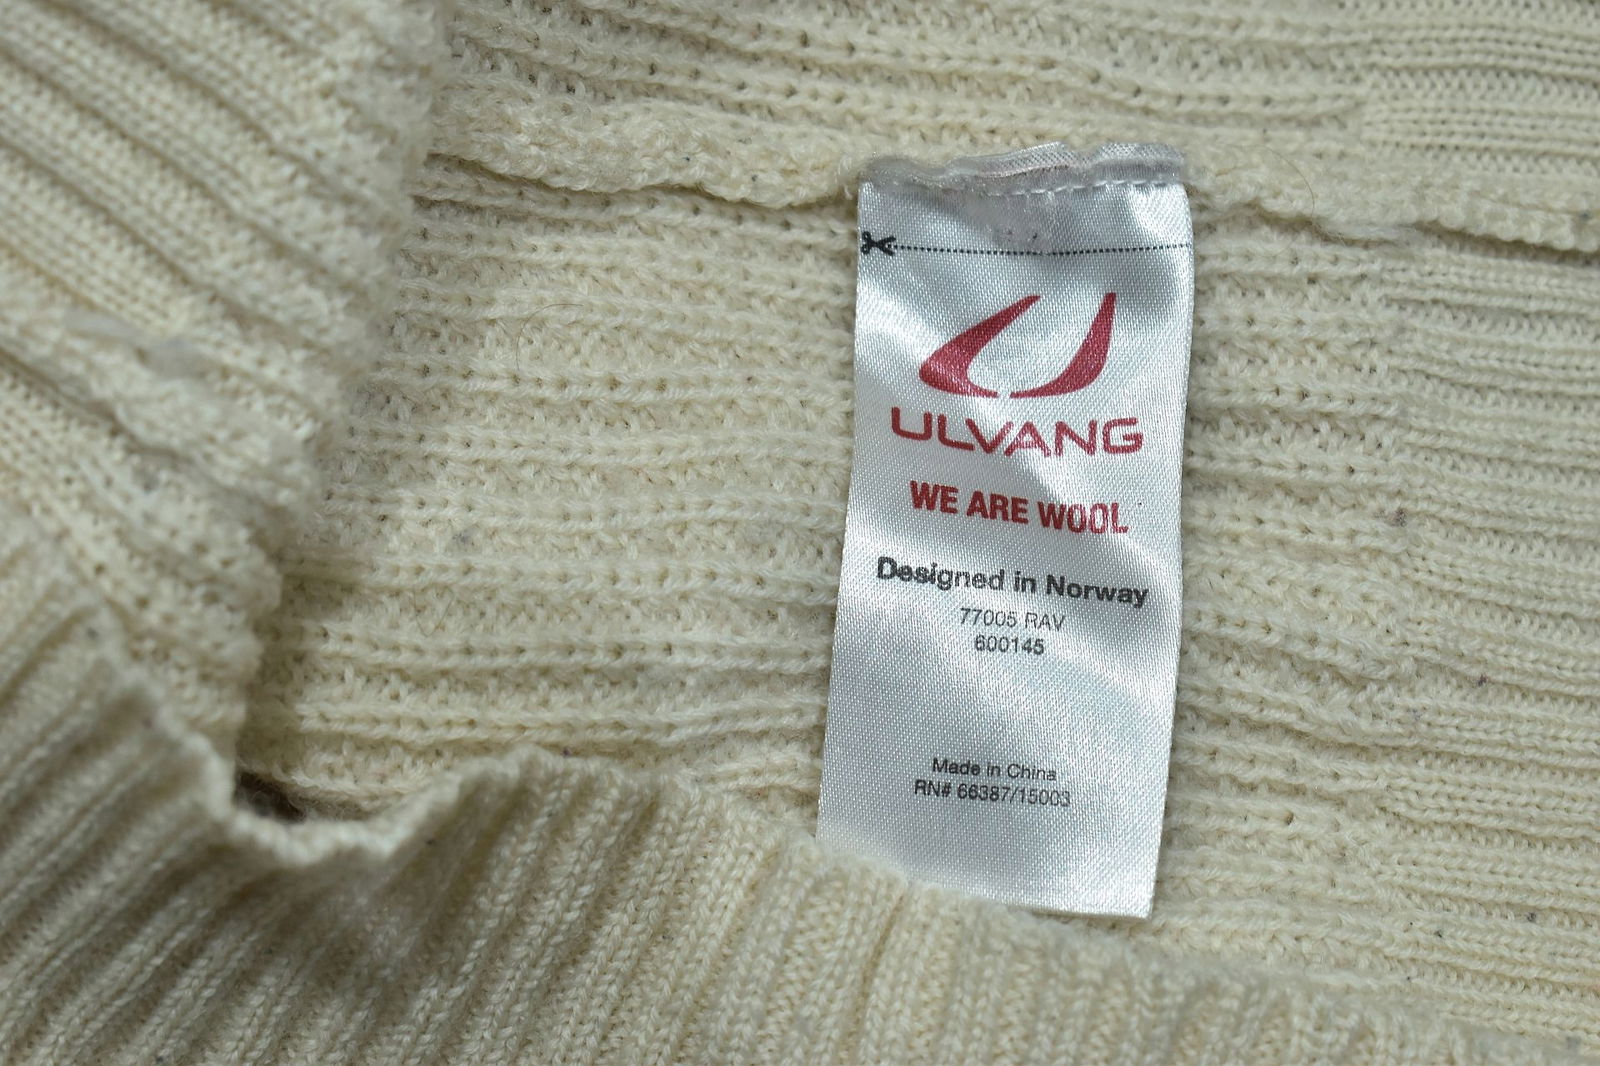 ULVANG
WE ARE WOOL
Designed in Norway
77005 RAV
600145
Made in China
RN# 66387/15003